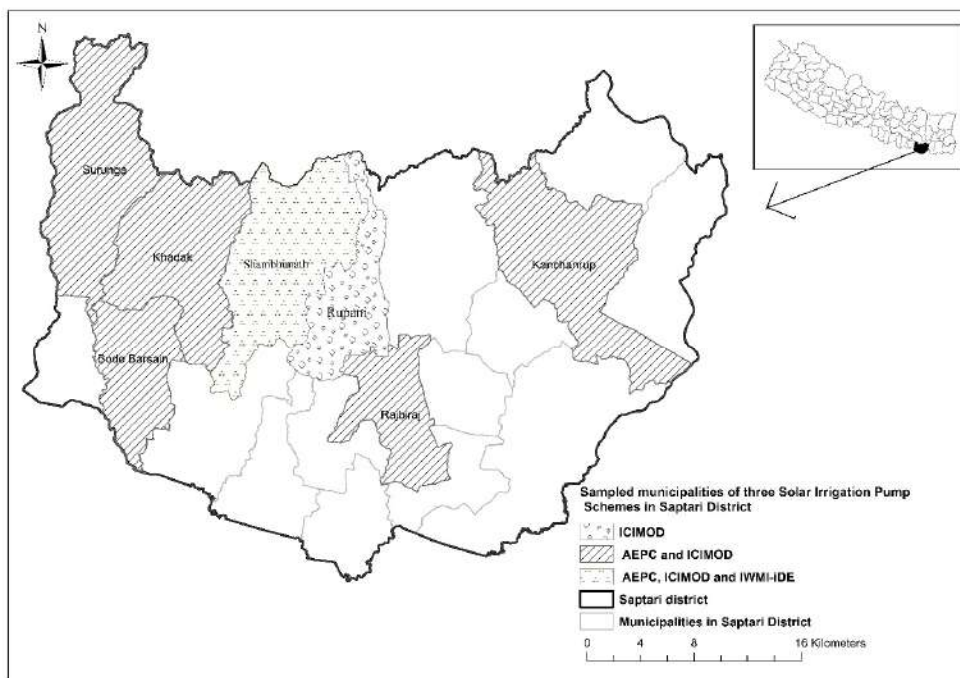 Surunga
Khadak
Shambhunath
Kanchanrup
Rupani
Bode Barsain
Rajbiraj
Sampled municipalities of three Solar Irrigation Pump
Schemes in Saptari District
ICIMOD
AEPC and ICIMOD
AEPC, ICIMOD and IWMI-IDE
Saptari district
Municipalities in Saptari District
0 4 8 16 Kilometers